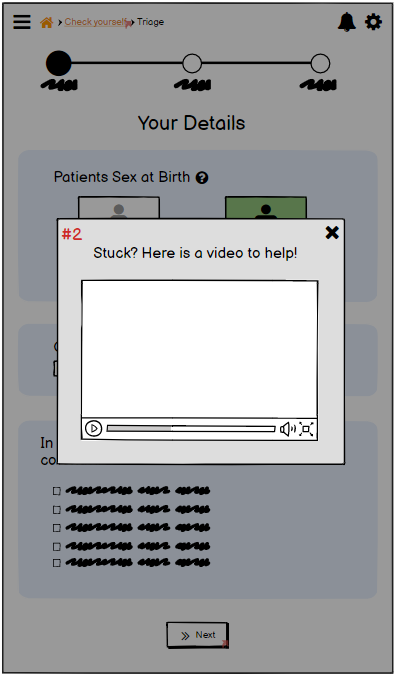 Check yourself Triage
Your Details
Patients Sex at Birth ?
#2
Stuck? Here is a video to help!
In
co
Next